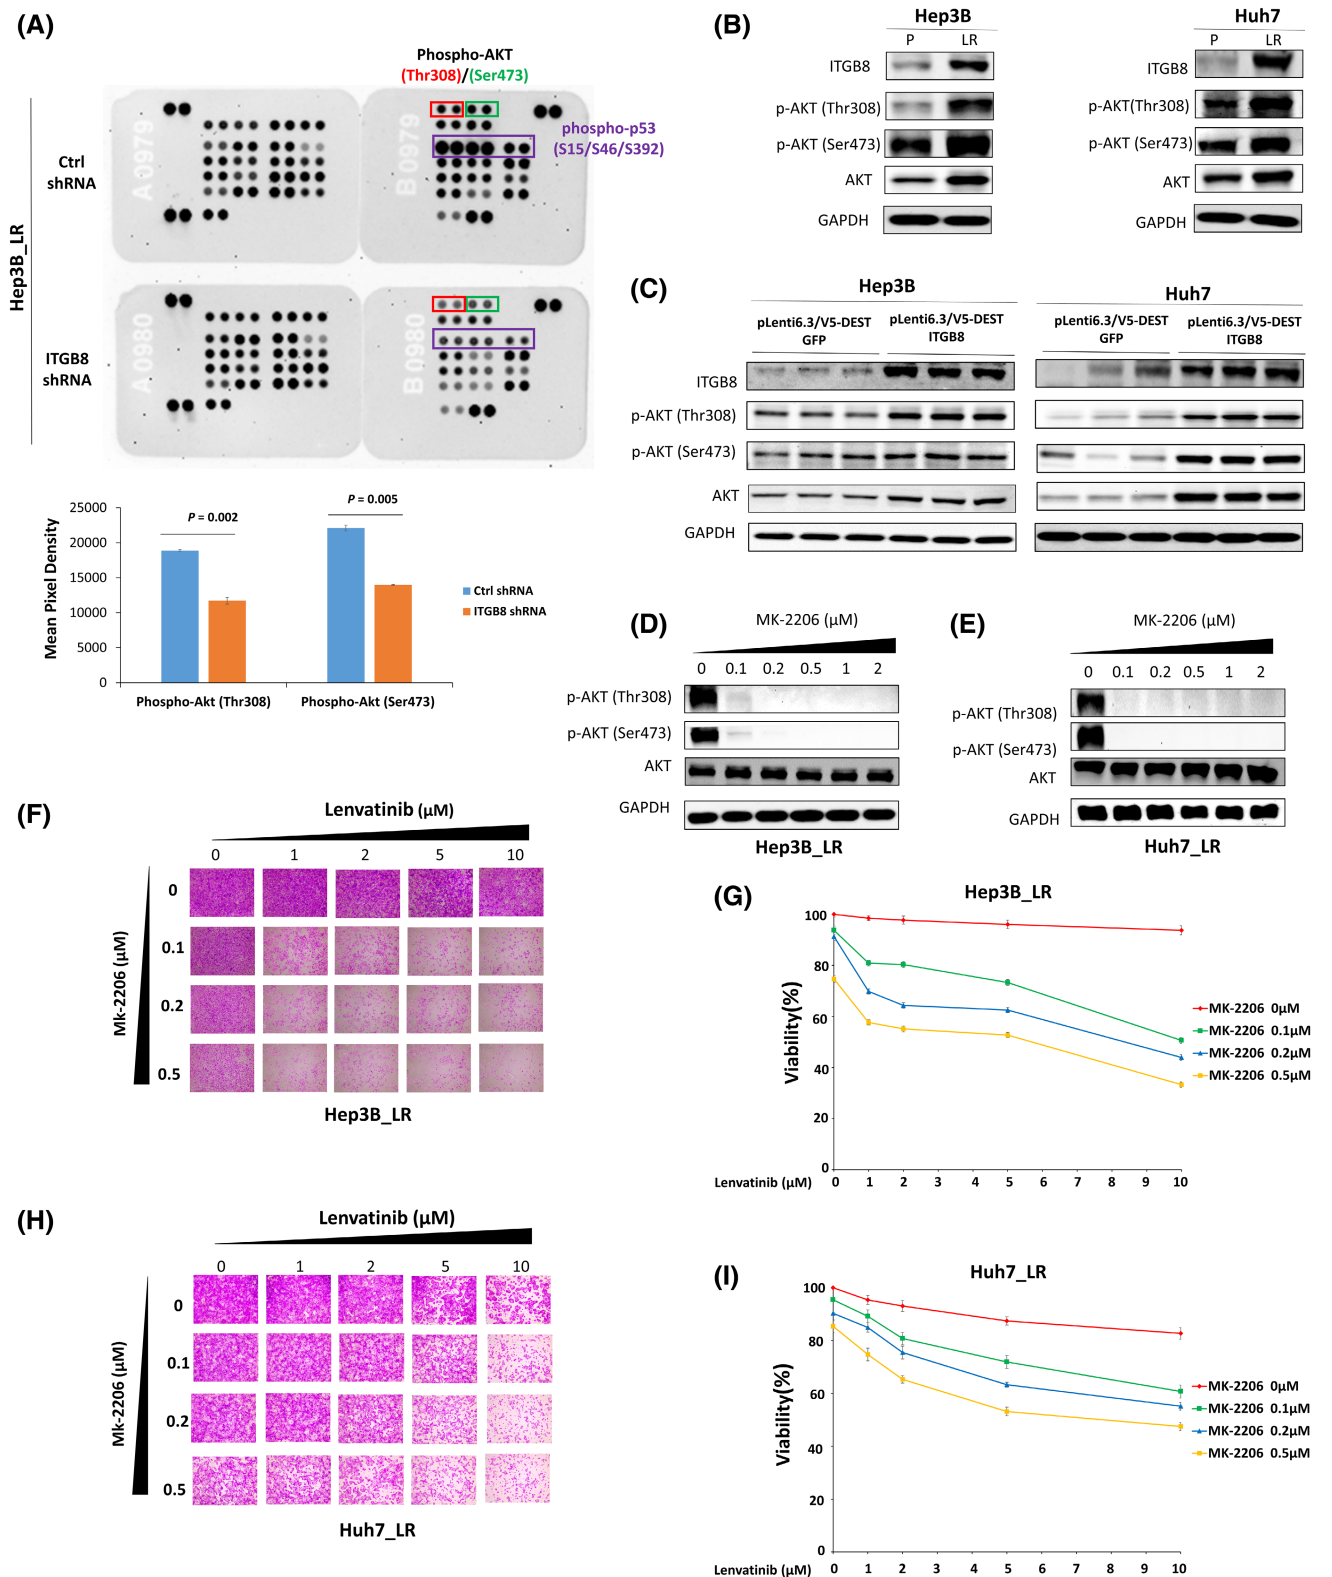 (A)
Phospho-AKT
(Thr308)/(Ser473)
Hep3B_LR
Ctrl
shRNA
A0979
B0979
phospho-p53
(S15/S46/S392)
ITGB8
shRNA
A0980
B0980
Mean Pixel Density
25000
20000
15000
10000
5000
0
P = 0.002
P = 0.005
Phospho-Akt (Thr308)
Phospho-Akt (Ser473)
Ctrl shRNA
ITGB8 shRNA
(B)
Hep3B
P LR
ITGB8
p-AKT (Thr308)
p-AKT (Ser473)
AKT
GAPDH
Huh7
P LR
ITGB8
p-AKT(Thr308)
p-AKT (Ser473)
AKT
GAPDH
(C)
Hep3B
pLenti6.3/V5-DEST
GFP
pLenti6.3/V5-DEST
ITGB8
Huh7
pLenti6.3/V5-DEST
GFP
pLenti6.3/V5-DEST
ITGB8
ITGB8
p-AKT (Thr308)
p-AKT (Ser473)
AKT
GAPDH
(D)
MK-2206 (μM)
0 0.1 0.2 0.5 1 2
p-AKT (Thr308)
p-AKT (Ser473)
AKT
GAPDH
Hep3B_LR
(E)
MK-2206 (μM)
0 0.1 0.2 0.5 1 2
p-AKT (Thr308)
p-AKT (Ser473)
AKT
GAPDH
Huh7_LR
(F)
Lenvatinib (μM)
0 1 2 5 10
Mk-2206 (μM)
0
0.1
0.2
0.5
Hep3B_LR
(G)
Hep3B_LR
Viability(%)
100
80
60
40
20
0
Lenvatinib (μM) 0 1 2 3 4 5 6 7 8 9 10
MK-2206 0μM
MK-2206 0.1μM
MK-2206 0.2μM
MK-2206 0.5μM
(H)
Lenvatinib (μM)
0 1 2 5 10
Mk-2206 (μM)
0
0.1
0.2
0.5
Huh7_LR
(I)
Huh7_LR
Viability(%)
100
80
60
40
20
0
Lenvatinib (μM) 0 1 2 3 4 5 6 7 8 9 10
MK-2206 0μM
MK-2206 0.1μM
MK-2206 0.2μM
MK-2206 0.5μM